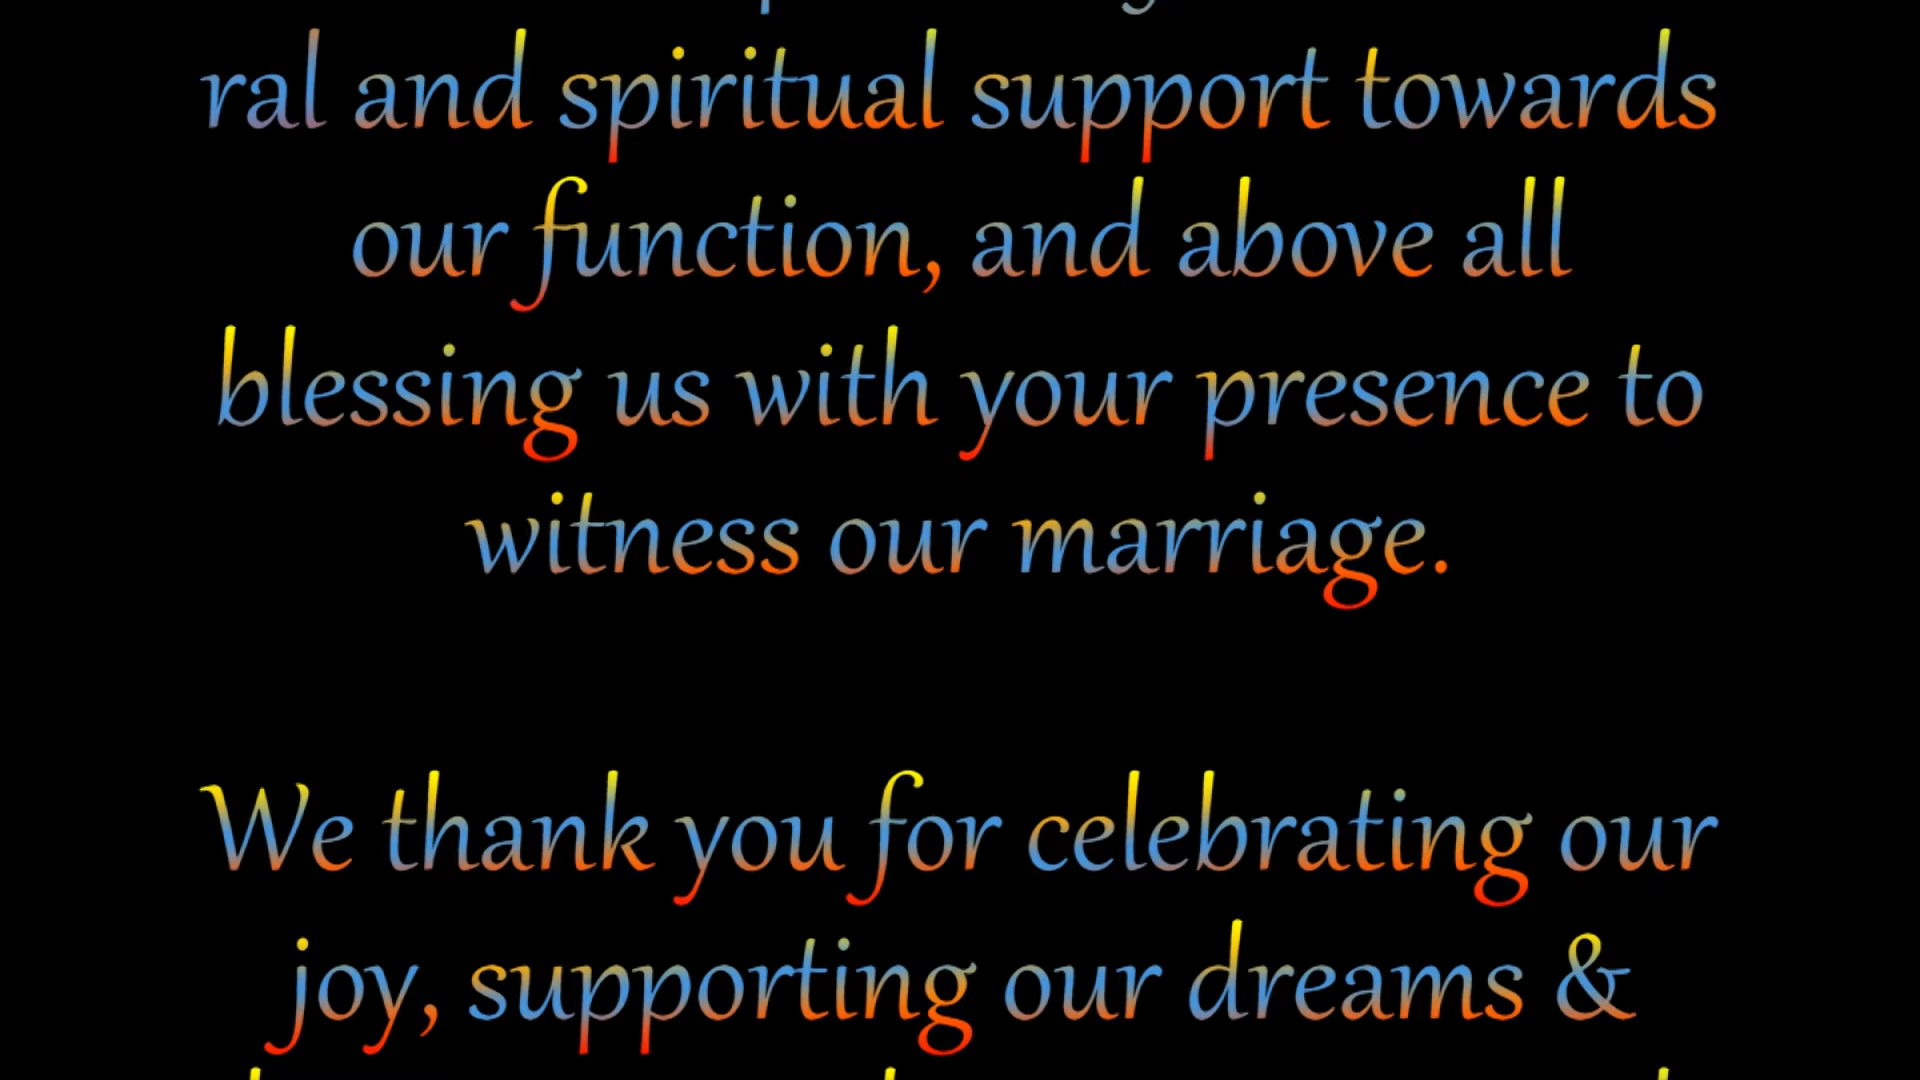 ral and spiritual support towards
our function, and above all
blessing us with your presence to
witness our marriage.
We thank you for celebrating our
joy, supporting our dreams &